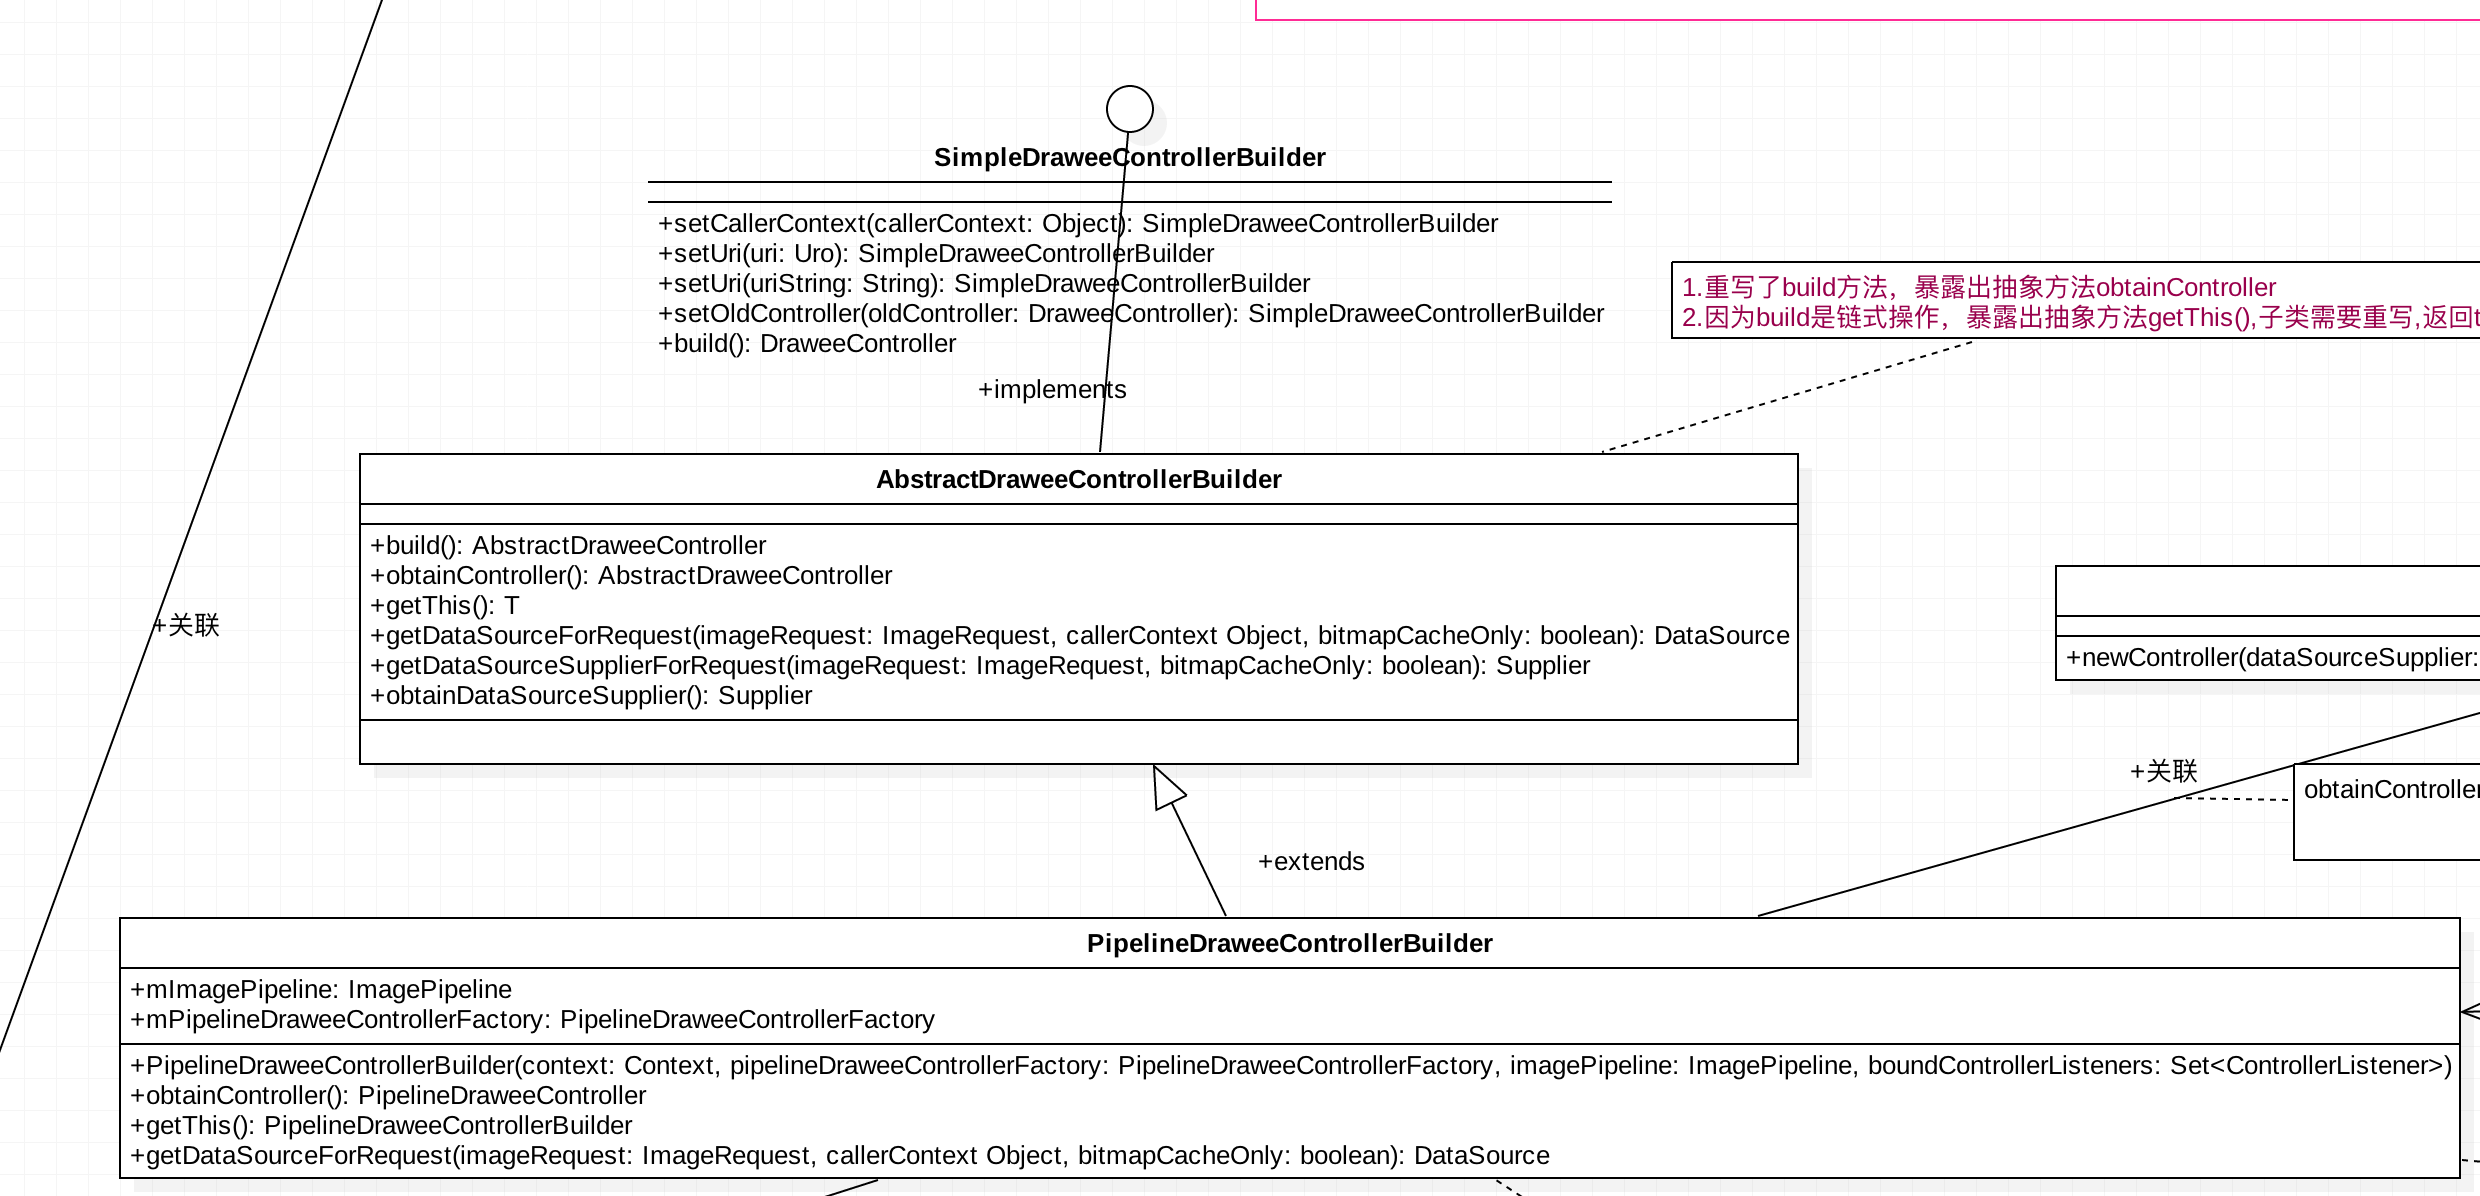 SimpleDraweeControllerBuilder
+setCallerContext(callerContext: Object): SimpleDraweeControllerBuilder
+setUri(uri: Uro): SimpleDraweeControllerBuilder
+setUri(uriString: String): SimpleDraweeControllerBuilder
+setOldController(oldController: DraweeController): SimpleDraweeControllerBuilder
+build(): DraweeController
1.重写了build方法，暴露出抽象方法obtainController
2.因为build是链式操作，暴露出抽象方法getThis(),子类需要重写,返回t
+implements
AbstractDraweeControllerBuilder
+build(): AbstractDraweeController
+obtainController(): AbstractDraweeController
+getThis(): T
+getDataSourceForRequest(imageRequest: ImageRequest, callerContext Object, bitmapCacheOnly: boolean): DataSource
+getDataSourceSupplierForRequest(imageRequest: ImageRequest, bitmapCacheOnly: boolean): Supplier
+obtainDataSourceSupplier(): Supplier
+关联
+newController(dataSourceSupplier:
+关联
obtainController
+extends
PipelineDraweeControllerBuilder
+mImagePipeline: ImagePipeline
+mPipelineDraweeControllerFactory: PipelineDraweeControllerFactory
+PipelineDraweeControllerBuilder(context: Context, pipelineDraweeControllerFactory: PipelineDraweeControllerFactory, imagePipeline: ImagePipeline, boundControllerListeners: Set<ControllerListener>)
+obtainController(): PipelineDraweeController
+getThis(): PipelineDraweeControllerBuilder
+getDataSourceForRequest(imageRequest: ImageRequest, callerContext Object, bitmapCacheOnly: boolean): DataSource